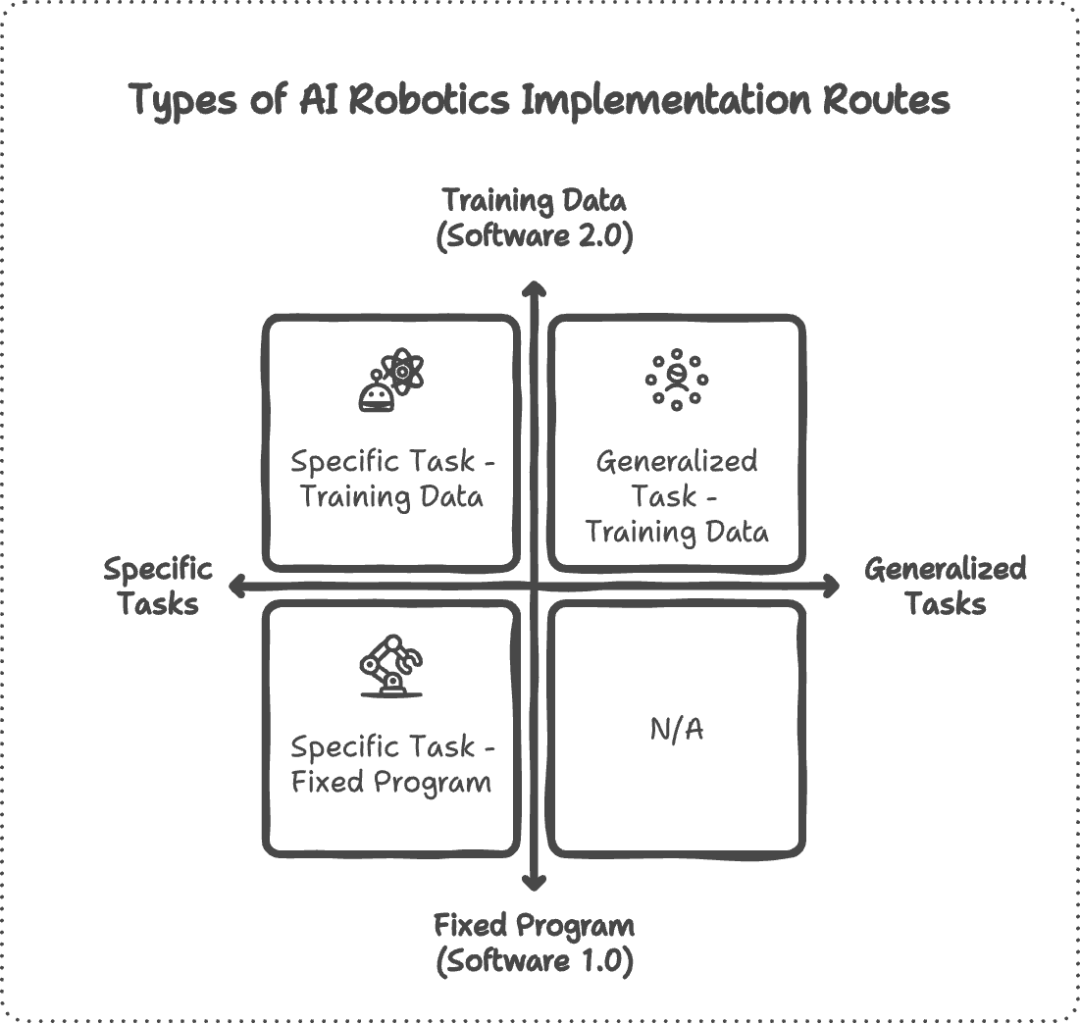 Types of AI Robotics Implementation Routes
Training Data
(Software 2.0)
Specific Task -
Training Data
Generalized
Task -
Training Data
Specific
Tasks
Generalized
Tasks
Specific Task -
Fixed Program
N/A
Fixed Program
(Software 1.0)